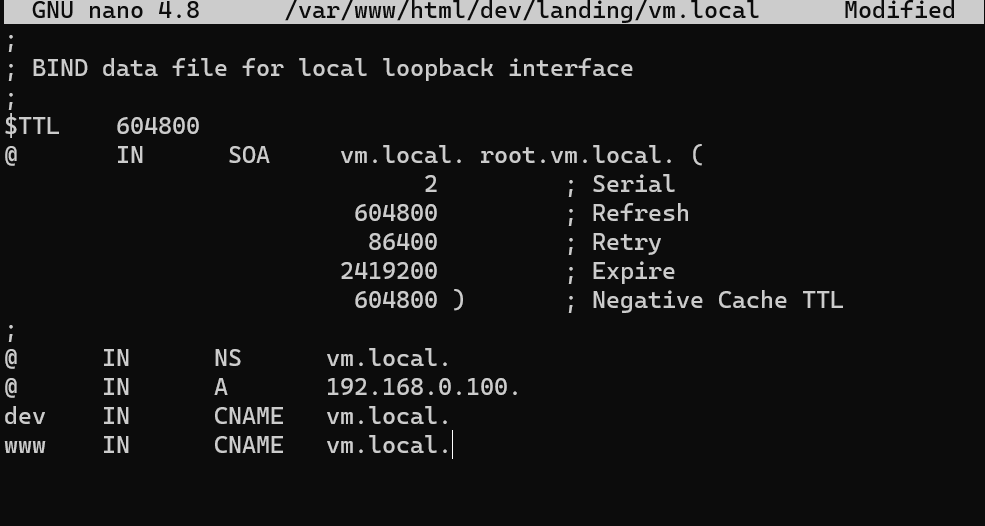 GNU nano 4.8 /var/www/html/dev/landing/vm.local Modified
;
; BIND data file for local loopback interface
;
$TTL 604800
@ IN SOA vm.local. root.vm.local. (
2 ; Serial
604800 ; Refresh
86400 ; Retry
2419200 ; Expire
604800 ) ; Negative Cache TTL
;
@ IN NS vm.local.
@ IN A 192.168.0.100.
dev IN CNAME vm.local.
www IN CNAME vm.local.